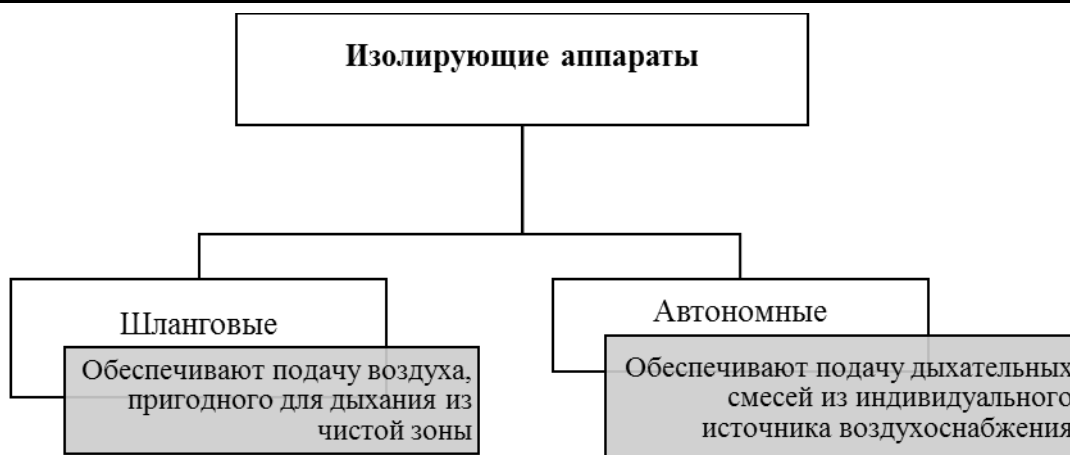 Изолирующие аппараты
Шланговые
Обеспечивают подачу воздуха,
пригодного для дыхания из
чистой зоны
Автономные
Обеспечивают подачу дыхательных
смесей из индивидуального
источника воздухоснабжения